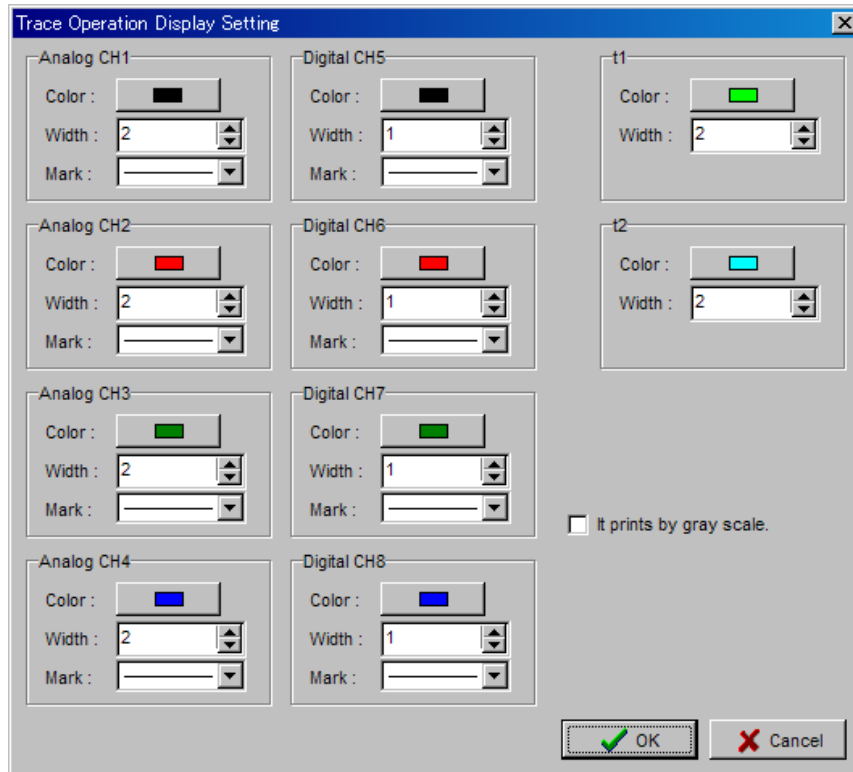 Trace Operation Display Setting
Analog CH1
Color :
Width : 2
Mark :
Digital CH5
Color :
Width : 1
Mark :
t1
Color :
Width : 2
Analog CH2
Color :
Width : 2
Mark :
Digital CH6
Color :
Width : 1
Mark :
t2
Color :
Width : 2
Analog CH3
Color :
Width : 2
Mark :
Digital CH7
Color :
Width : 1
Mark :
It prints by gray scale.
Analog CH4
Color :
Width : 2
Mark :
Digital CH8
Color :
Width : 1
Mark :
OK
Cancel